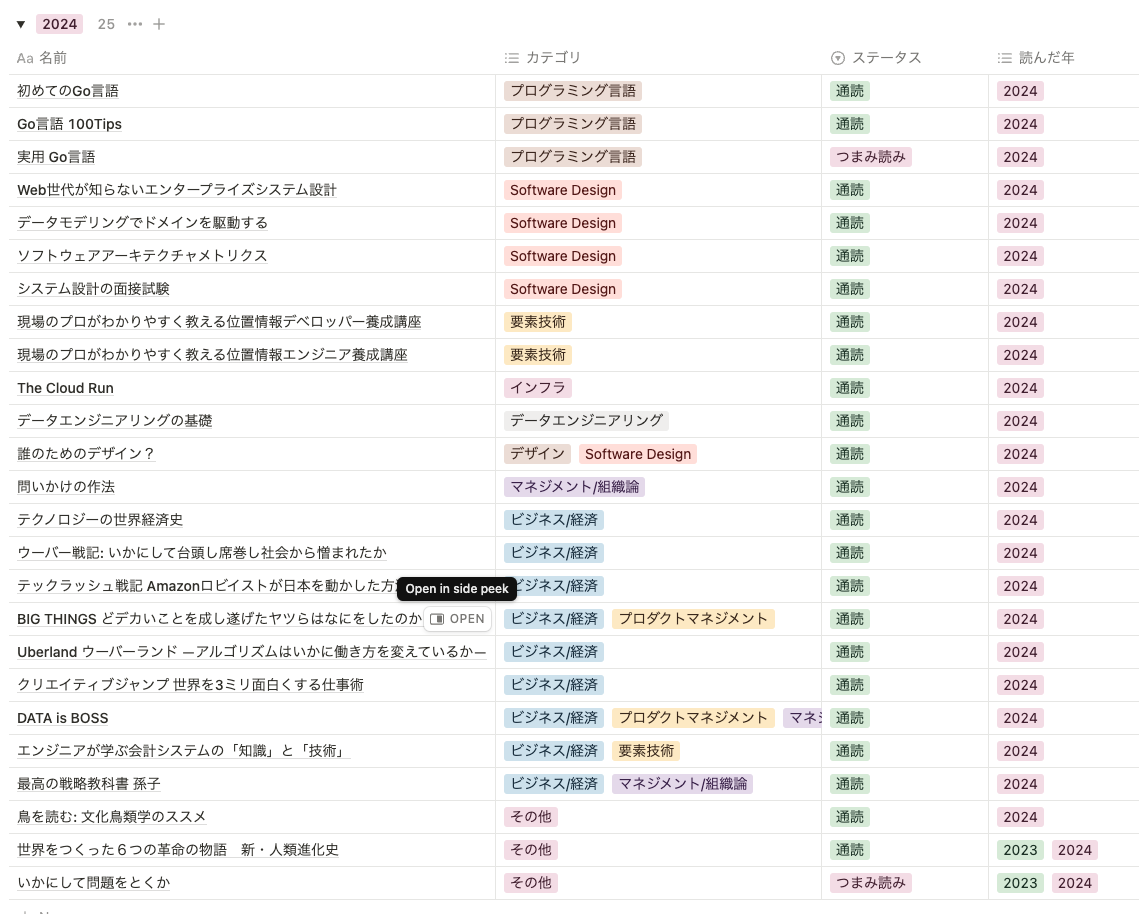 ▼ 2024 25 ••• +
Aa 名前 カテゴリ ステータス 読んだ年
初めてのGo言語 プログラミング言語 通読 2024
Go言語 100Tips プログラミング言語 通読 2024
実用 Go言語 プログラミング言語 つまみ読み 2024
Web世代が知らないエンタープライズシステム設計 Software Design 通読 2024
データモデリングでドメインを駆動する Software Design 通読 2024
ソフトウェアアーキテクチャメトリクス Software Design 通読 2024
システム設計の面接試験 Software Design 通読 2024
現場のプロがわかりやすく教える位置情報デベロッパー養成講座 要素技術 通読 2024
現場のプロがわかりやすく教える位置情報エンジニア養成講座 要素技術 通読 2024
The Cloud Run インフラ 通読 2024
データエンジニアリングの基礎 データエンジニアリング 通読 2024
誰のためのデザイン？ デザイン Software Design 通読 2024
問いかけの作法 マネジメント/組織論 通読 2024
テクノロジーの世界経済史 ビジネス/経済 通読 2024
ウーバー戦記: いかにして台頭し席巻し社会から憎まれたか ビジネス/経済 通読 2024
テックラッシュ戦記 Amazonロビイストが日本を動かした方 ビジネス/経済 通読 2024
Open in side peek
BIG THINGS どデカいことを成し遂げたヤツらはなにをしたのか OPEN ビジネス/経済 プロダクトマネジメント 通読 2024
Uberland ウーバーランド —アルゴリズムはいかに働き方を変えているか— ビジネス/経済 通読 2024
クリエイティブジャンプ 世界を3ミリ面白くする仕事術 ビジネス/経済 通読 2024
DATA is BOSS ビジネス/経済 プロダクトマネジメント マネジ 通読 2024
エンジニアが学ぶ会計システムの「知識」と「技術」 ビジネス/経済 要素技術 通読 2024
最高の戦略教科書 孫子 ビジネス/経済 マネジメント/組織論 通読 2024
鳥を読む: 文化鳥類学のススメ その他 通読 2024
世界をつくった６つの革命の物語　新・人類進化史 その他 通読 2023 2024
いかにして問題をとくか その他 つまみ読み 2023 2024